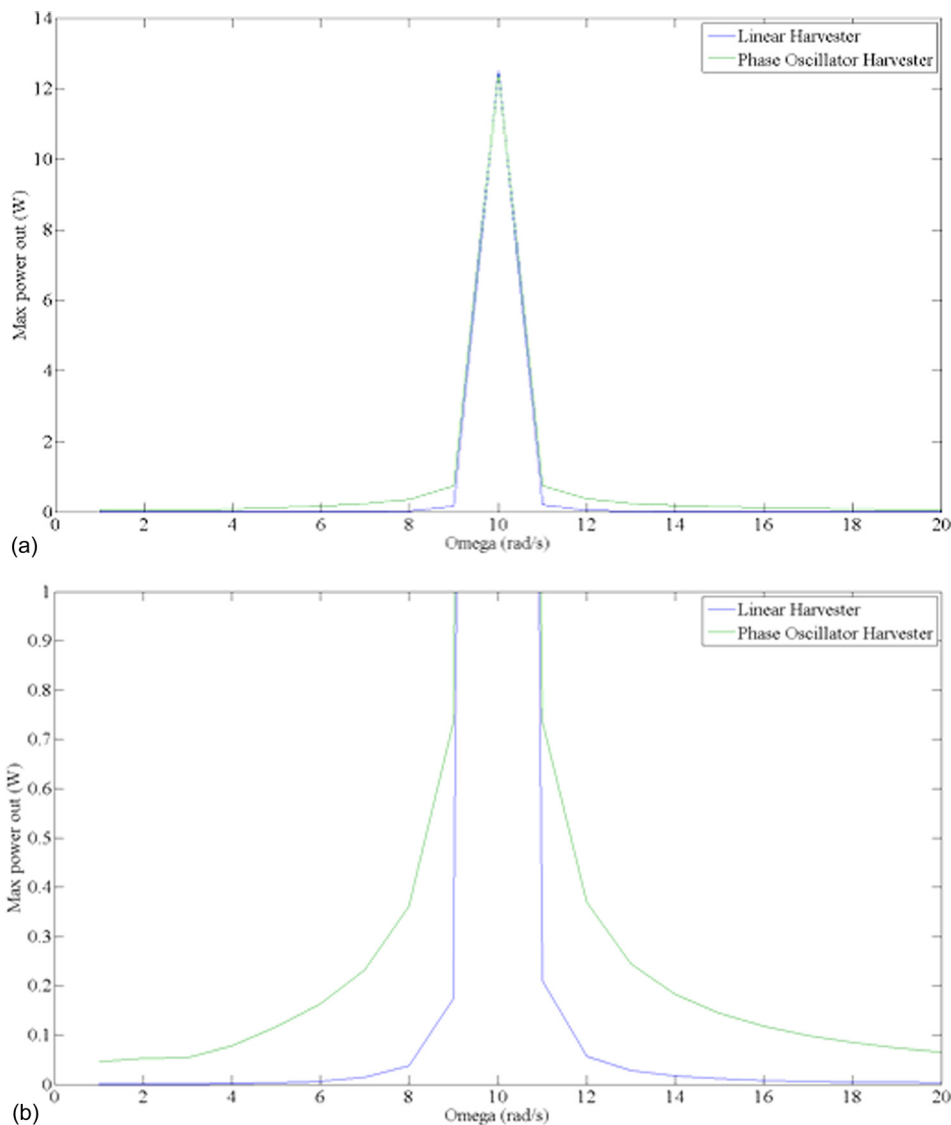 14
12
10
8
6
4
2
0
Max power out (W)
Linear Harvester
Phase Oscillator Harvester
0 2 4 6 8 10 12 14 16 18 20
Omega (rad/s)
(a)
1
0.9
0.8
0.7
0.6
0.5
0.4
0.3
0.2
0.1
0
Max power out (W)
Linear Harvester
Phase Oscillator Harvester
0 2 4 6 8 10 12 14 16 18 20
Omega (rad/s)
(b)